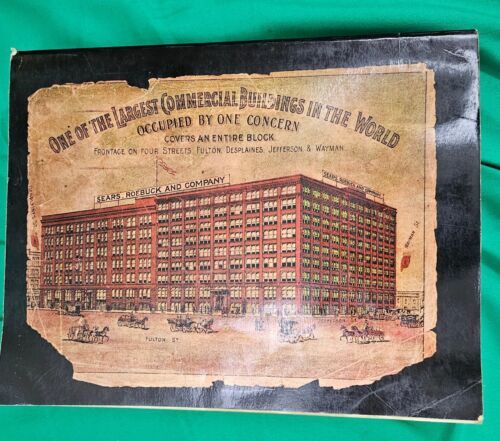 ONE OF THE LARGEST COMMERCIAL BUILDINGS IN THE WORLD
OCCUPIED BY ONE CONCERN
COVERS AN ENTIRE BLOCK.
FRONTAGE ON FOUR STREETS, FULTON, DESPLAINES, JEFFERSON & WAYMAN.
SEARS, ROEBUCK AND COMPANY
SEARS, ROEBUCK AND COMPANY
FULTON ST.